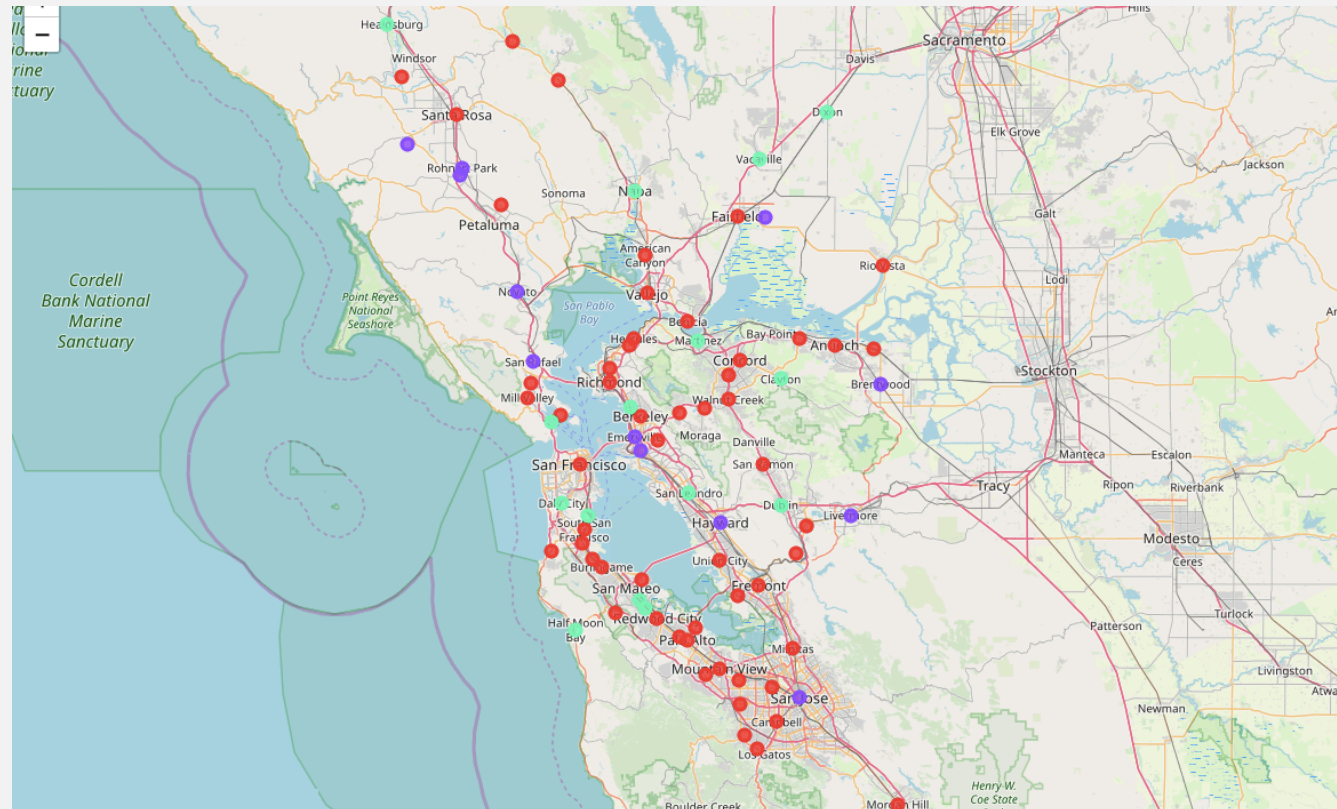 Healdsburg
Hills
Sacramento
Windsor
Davis
Santa Rosa
Dixon
Elk Grove
Vacaville
Jackson
Rohnert Park
Napa
Sonoma
Petaluma
Fairfield
Galt
American
Canyon
Rio Vista
Lodi
Cordell
Bank National
Marine
Sanctuary
Point Reyes
National
Seashore
Novato
Vallejo
San Pablo
Bay
Benicia
Hercules
Martinez
Bay Point
Antioch
San Rafael
Concord
Richmond
Clayton
Brentwood
Stockton
Mill Valley
Walnut Creek
Berkeley
Emeryville
Moraga
Danville
Manteca
Escalon
San Francisco
San Ramon
Tracy
Ripon
Riverbank
San Leandro
Daly City
Dublin
Livermore
South San
Francisco
Hayward
Modesto
Ceres
Burlingame
Union City
San Mateo
Fremont
Turlock
Half Moon
Bay
Redwood City
Patterson
Palo Alto
Milpitas
Mountain View
Livingston
San Jose
Newman
Campbell
Los Gatos
Henry W.
Coe State
Morgan Hill
Boulder Creek